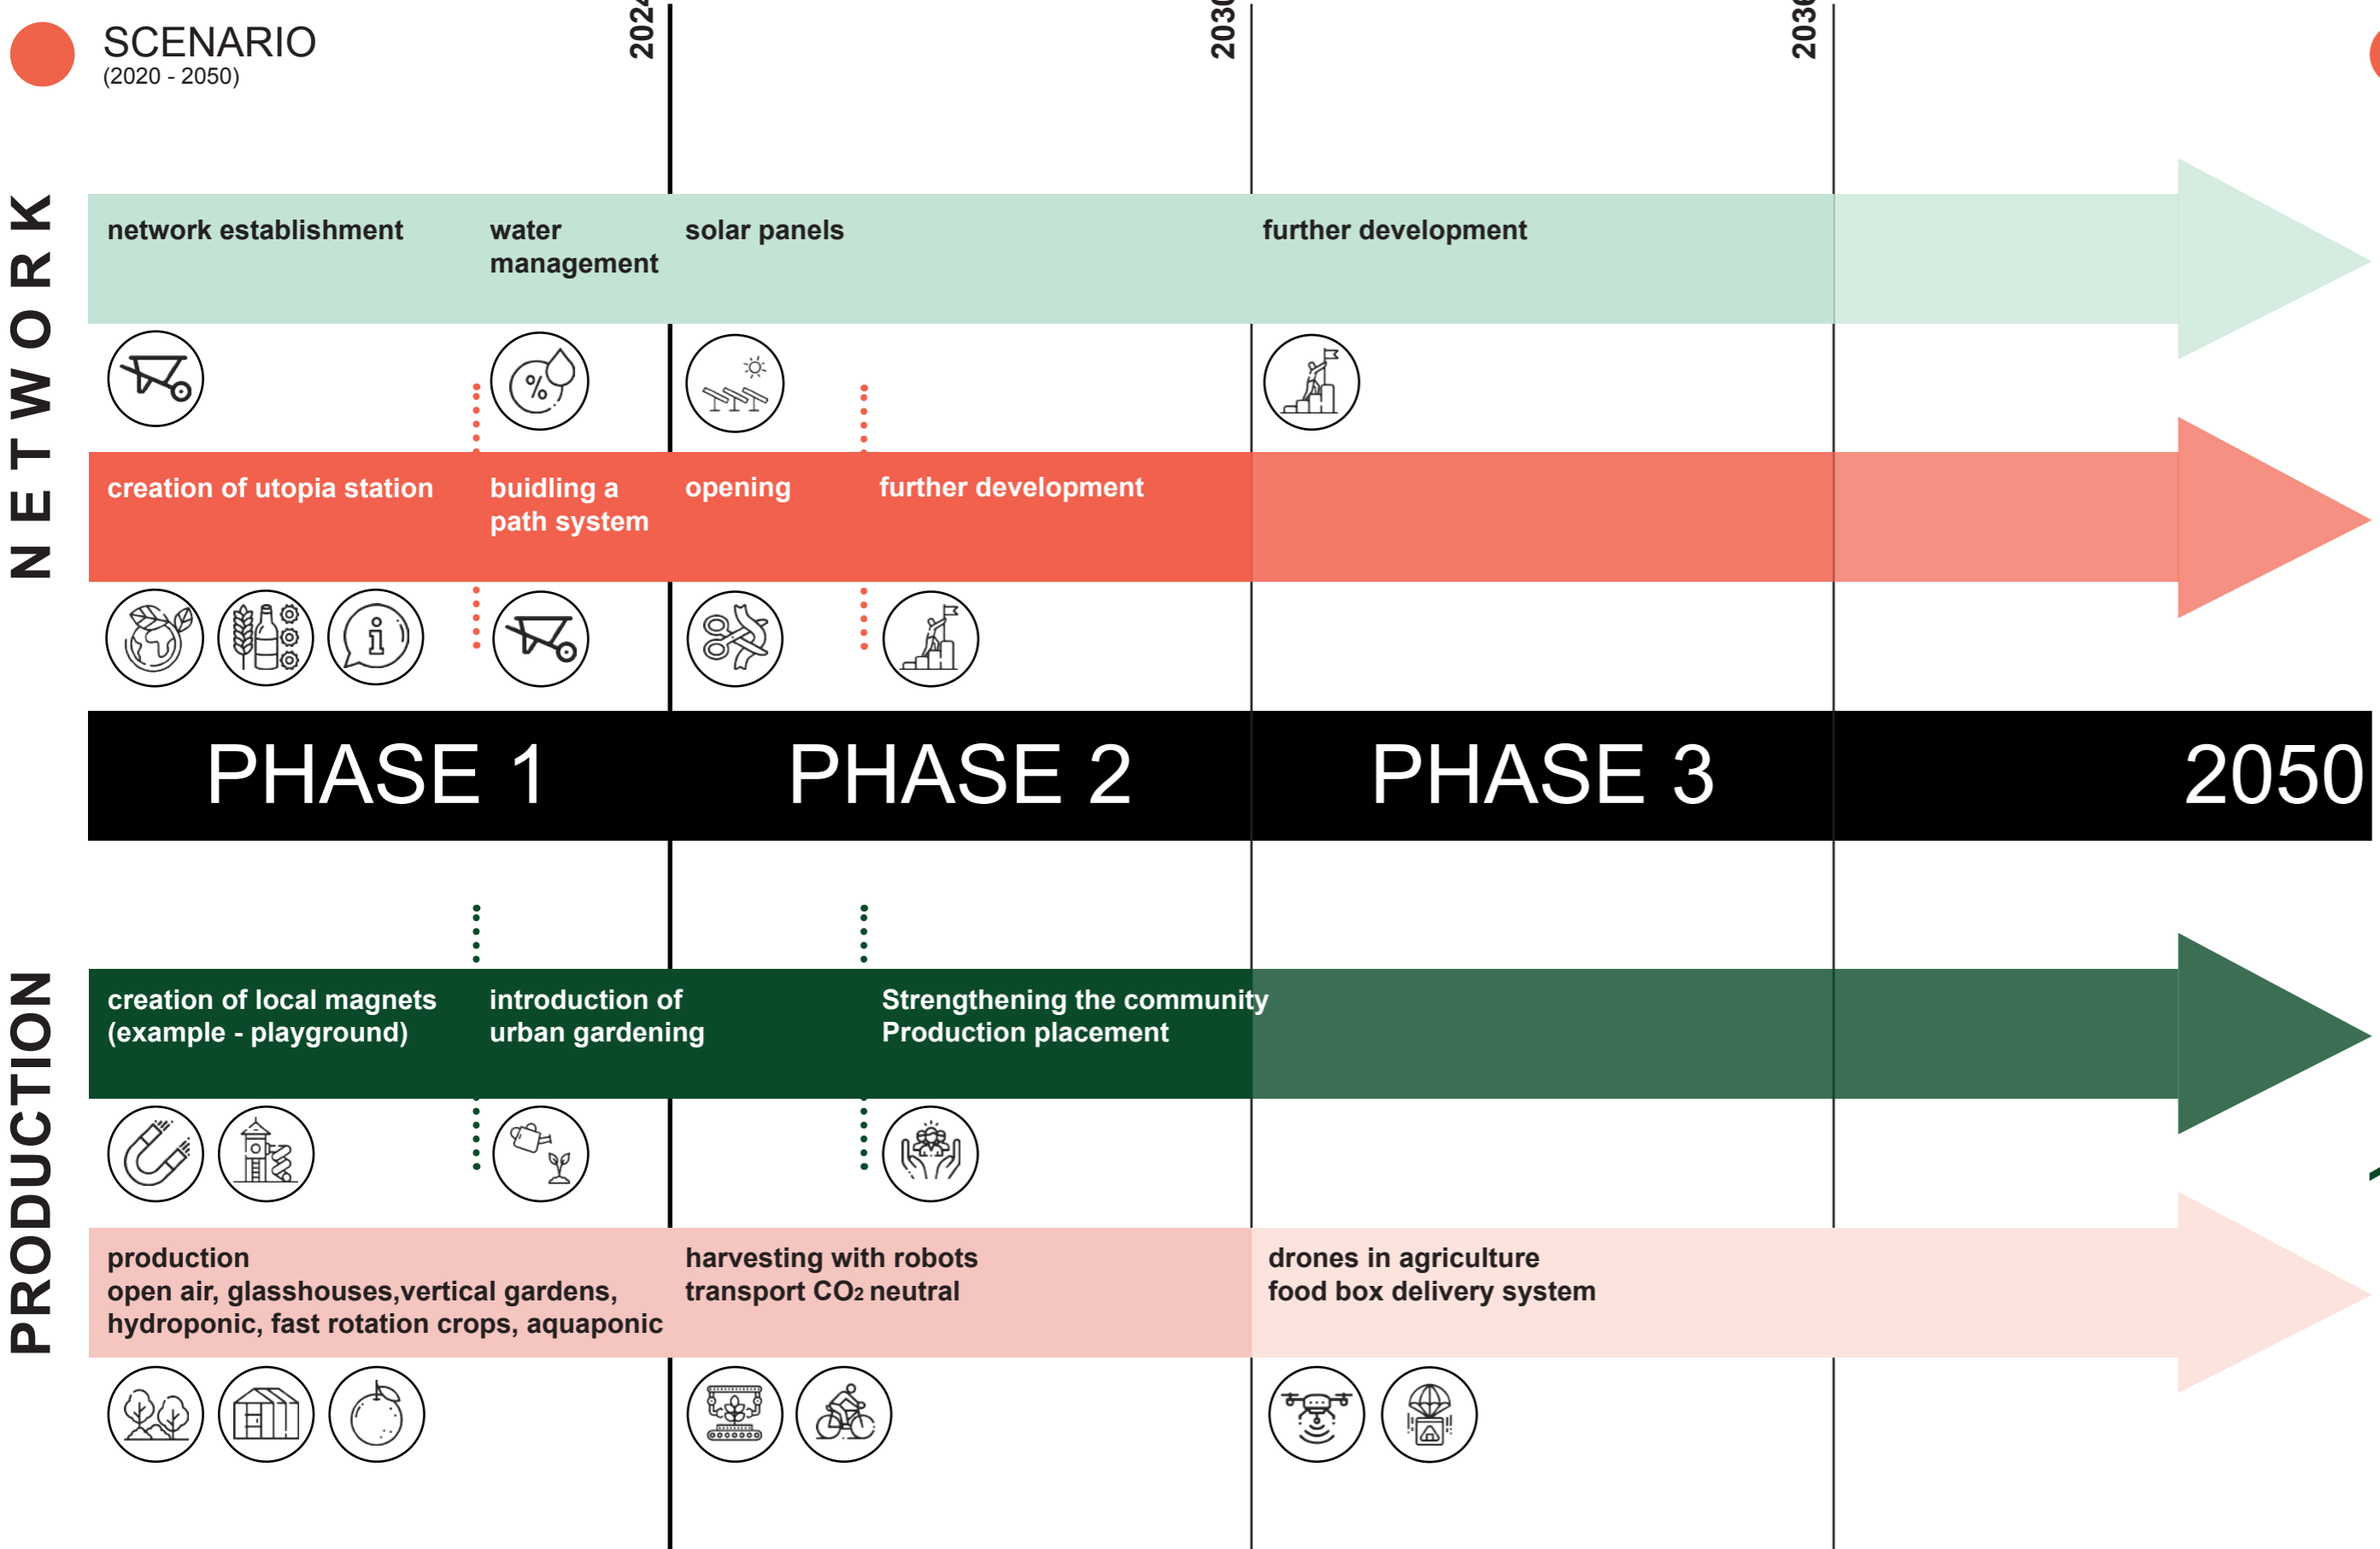 SCENARIO
(2020 - 2050)
2024
2030
2036
NETWORK
network establishment
water
management
solar panels
further development
%
creation of utopia station
buidling a
path system
opening
further development
i
PHASE 1
PHASE 2
PHASE 3
2050
PRODUCTION
creation of local magnets
(example - playground)
introduction of
urban gardening
Strengthening the community
Production placement
production
open air, glasshouses,vertical gardens,
hydroponic, fast rotation crops, aquaponic
harvesting with robots
transport CO₂ neutral
drones in agriculture
food box delivery system